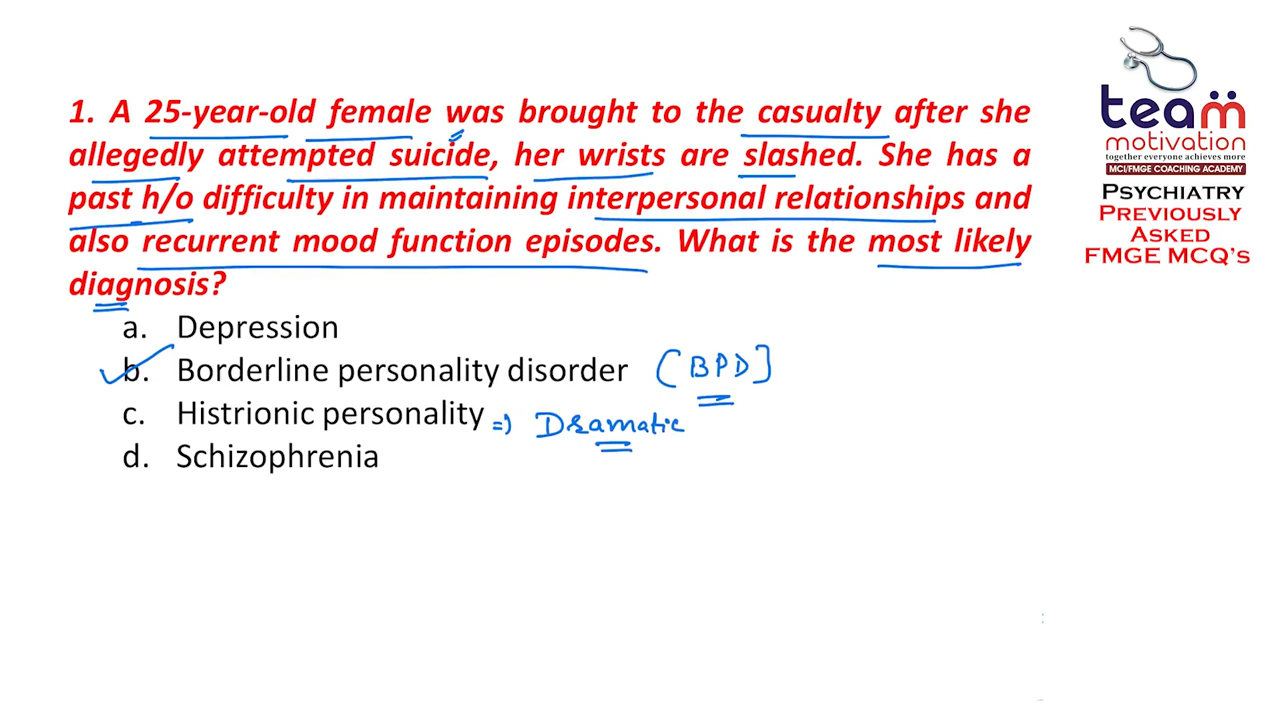 1. A 25-year-old female was brought to the casualty after she
allegedly attempted suicide, her wrists are slashed. She has a
past h/o difficulty in maintaining interpersonal relationships and
also recurrent mood function episodes. What is the most likely
diagnosis?
a. Depression
b. Borderline personality disorder (BPD]
c. Histrionic personality => Dramatic
d. Schizophrenia
team
motivation
together everyone achieves more
MCI/FMGE COACHING ACADEMY
PSYCHIATRY
PREVIOUSLY
ASKED
FMGE MCQ'S